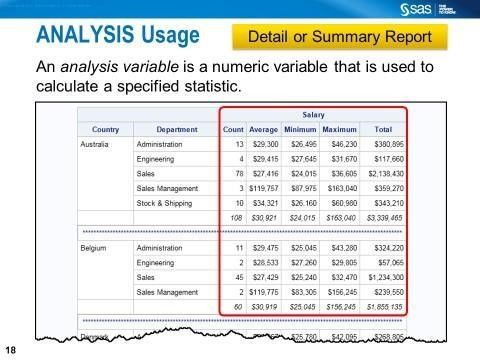 sas THE POWER TO KNOW
ANALYSIS Usage
Detail or Summary Report
An analysis variable is a numeric variable that is used to
calculate a specified statistic.
Salary
Country Department Count Average Minimum Maximum Total
Australia Administration 13 $29,300 $26,495 $46,230 $380,895
Engineering 4 $29,415 $27,645 $31,670 $117,660
Sales 78 $27,416 $24,015 $36,605 $2,138,430
Sales Management 3 $119,757 $87,975 $163,040 $359,270
Stock & Shipping 10 $34,321 $26,160 $60,980 $343,210
108 $30,921 $24,015 $163,040 $3,339,465
Belgium Administration 11 $29,475 $25,045 $43,280 $324,220
Engineering 2 $28,533 $27,260 $29,805 $57,065
Sales 45 $27,429 $25,240 $32,470 $1,234,300
Sales Management 2 $119,775 $83,305 $156,245 $239,550
60 $30,919 $25,045 $156,245 $1,855,135
$25,780 $42,095 $268,805
18